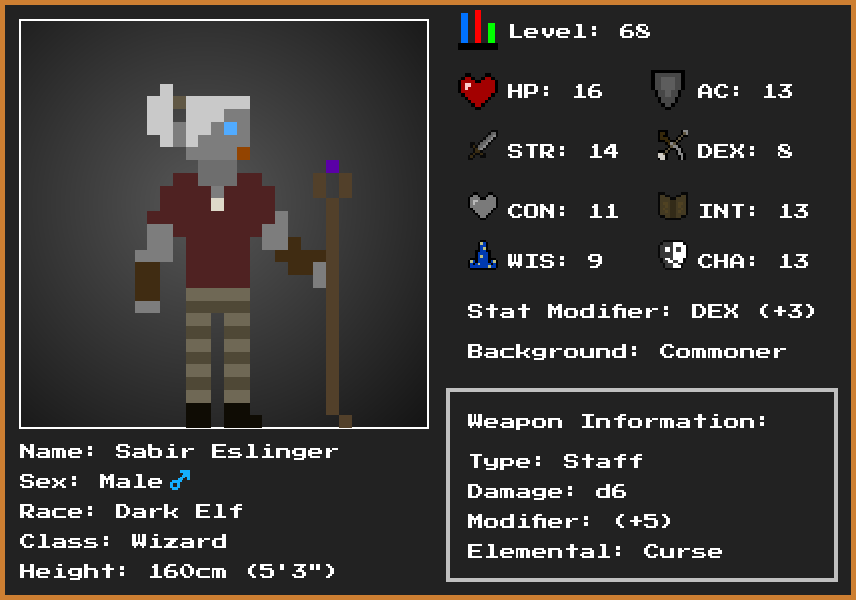 Level: 68
HP: 16 AC: 13
STR: 14 DEX: 8
CON: 11 INT: 13
WIS: 9 CHA: 13
Stat Modifier: DEX (+3)
Background: Commoner
Weapon Information:
Type: Staff
Damage: d6
Modifier: (+5)
Elemental: Curse
Name: Sabir Eslinger
Sex: Male♂
Race: Dark Elf
Class: Wizard
Height: 160cm (5'3")